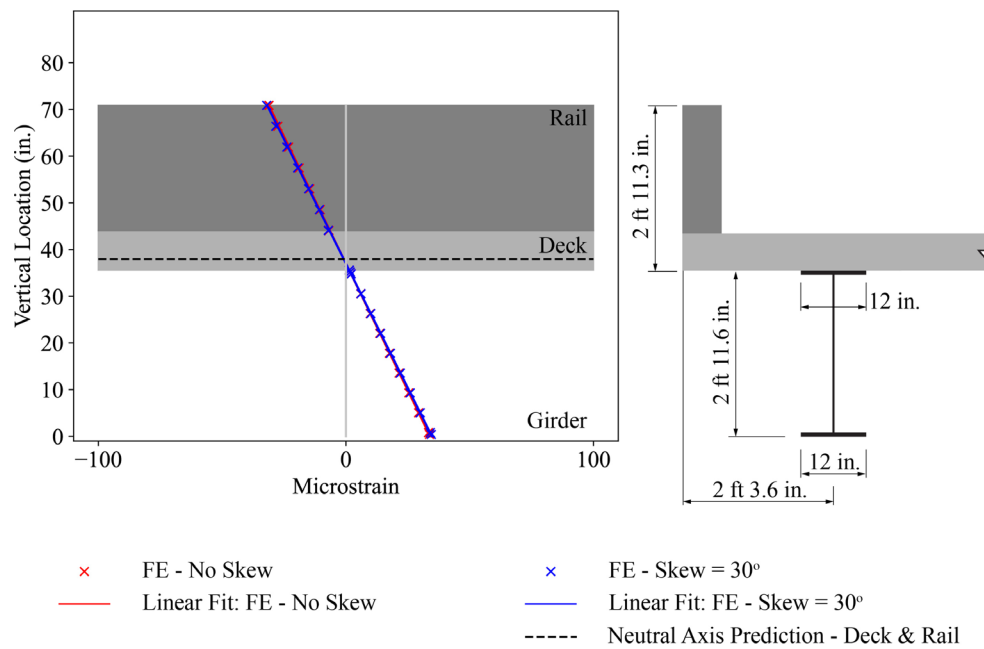 80
70
60
50
40
30
20
10
0
Vertical Location (in.)
−100
0
100
Microstrain
Rail
Deck
Girder
2 ft 11.3 in.
2 ft 11.6 in.
12 in.
12 in.
2 ft 3.6 in.
FE - No Skew
Linear Fit: FE - No Skew
FE - Skew = 30º
Linear Fit: FE - Skew = 30º
Neutral Axis Prediction - Deck & Rail